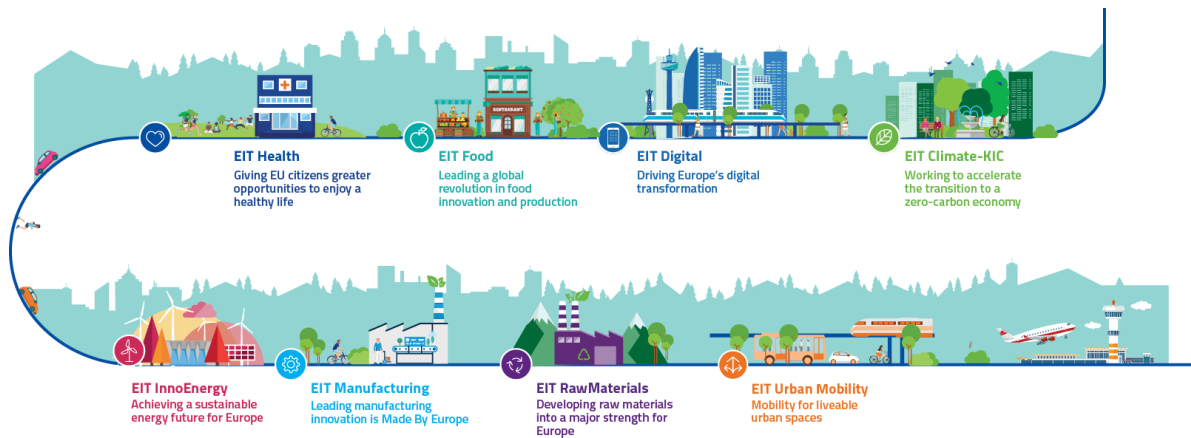 RESTAURANT
EIT Health
Giving EU citizens greater
opportunities to enjoy a
healthy life
EIT Food
Leading a global
revolution in food
innovation and production
EIT Digital
Driving Europe's digital
transformation
EIT Climate-KIC
Working to accelerate
the transition to a
zero-carbon economy
EIT InnoEnergy
Achieving a sustainable
energy future for Europe
EIT Manufacturing
Leading manufacturing
innovation is Made By Europe
EIT RawMaterials
Developing raw materials
into a major strength for
Europe
EIT Urban Mobility
Mobility for liveable
urban spaces